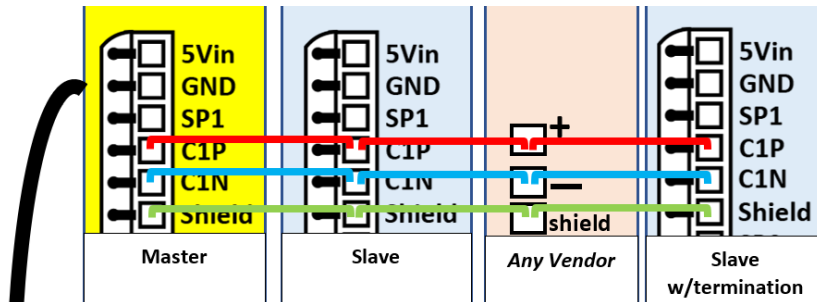 5Vin
GND
SP1
C1P
C1N
Shield
Master
5Vin
GND
SP1
C1P
C1N
Shield
Slave
+
−
shield
Any Vendor
5Vin
GND
SP1
C1P
C1N
Shield
Slave
w/termination